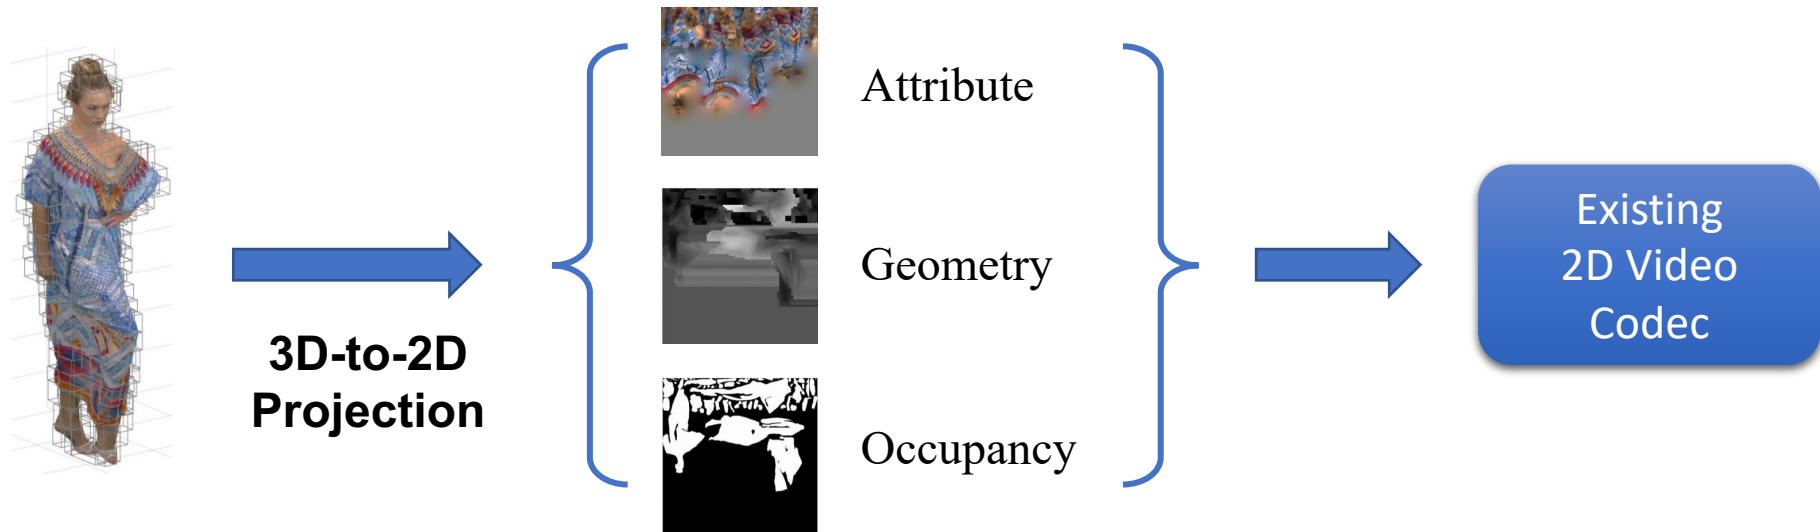 3D-to-2D
Projection
Attribute
Geometry
Occupancy
Existing
2D Video
Codec